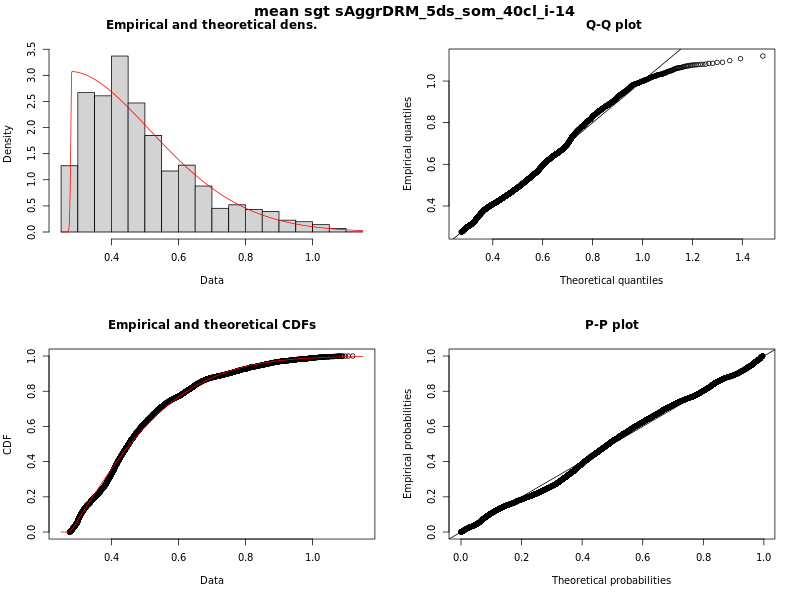 mean sgt sAggrDRM_5ds_som_40cl_i-14
Empirical and theoretical dens.
Density
0.0 0.5 1.0 1.5 2.0 2.5 3.0 3.5
0.4 0.6 0.8 1.0
Data
Q-Q plot
Empirical quantiles
0.4 0.6 0.8 1.0
0.4 0.6 0.8 1.0 1.2 1.4
Theoretical quantiles
Empirical and theoretical CDFs
CDF
0.0 0.2 0.4 0.6 0.8 1.0
0.4 0.6 0.8 1.0
Data
P-P plot
Empirical probabilities
0.0 0.2 0.4 0.6 0.8 1.0
0.0 0.2 0.4 0.6 0.8 1.0
Theoretical probabilities